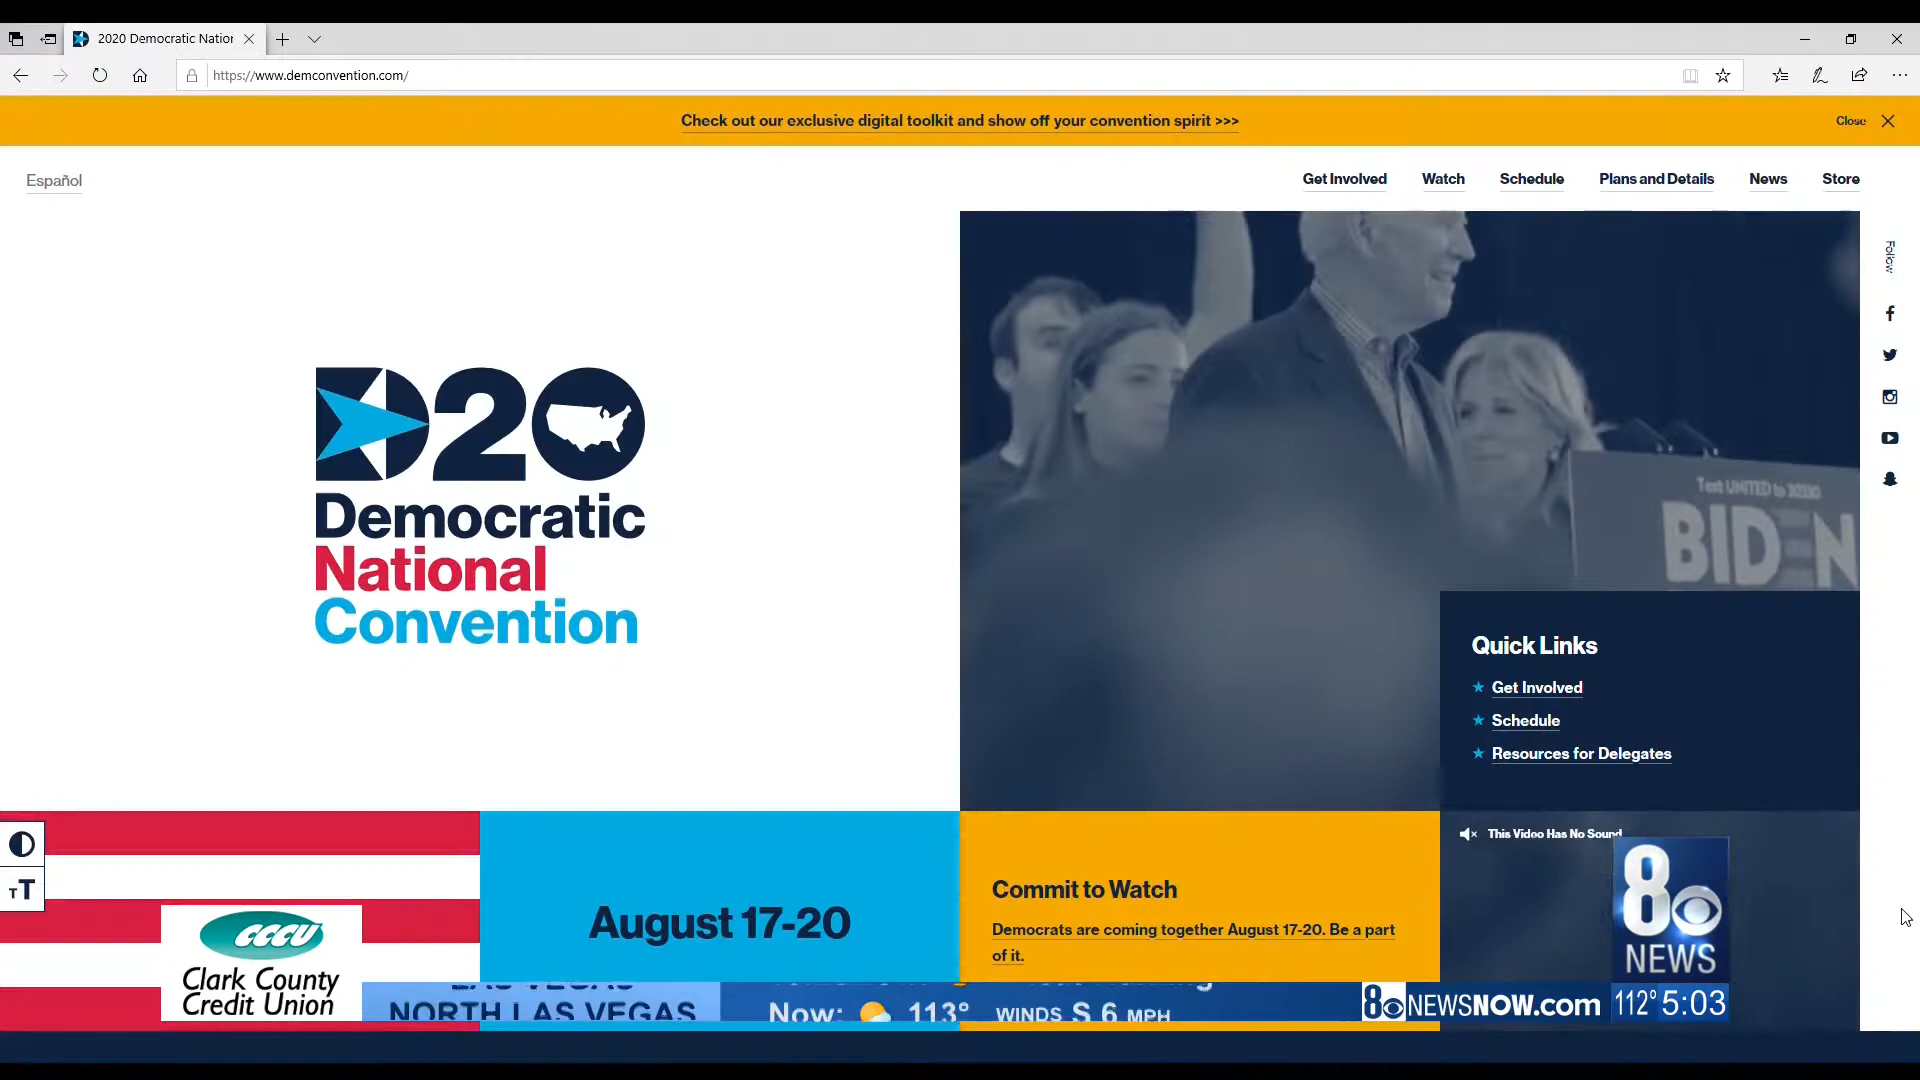 2020 Democratic Nation
https://www.demconvention.com/
Check out our exclusive digital toolkit and show off your convention spirit >>>
Close
Español
Get Involved
Watch
Schedule
Plans and Details
News
Store
Follow
D20
Democratic
National
Convention
Text UNITED to 30330
BIDEN
Quick Links
Get Involved
Schedule
Resources for Delegates
TT
August 17-20
Commit to Watch
Democrats are coming together August 17-20. Be a part
of it.
This Video Has No Sound
8
NEWS
CCCU
Clark County
Credit Union
LAS VEGAS
NORTH LAS VEGAS
Now: 113° WINDS S 6 MPH
8NEWSNOW.com
112° 5:03